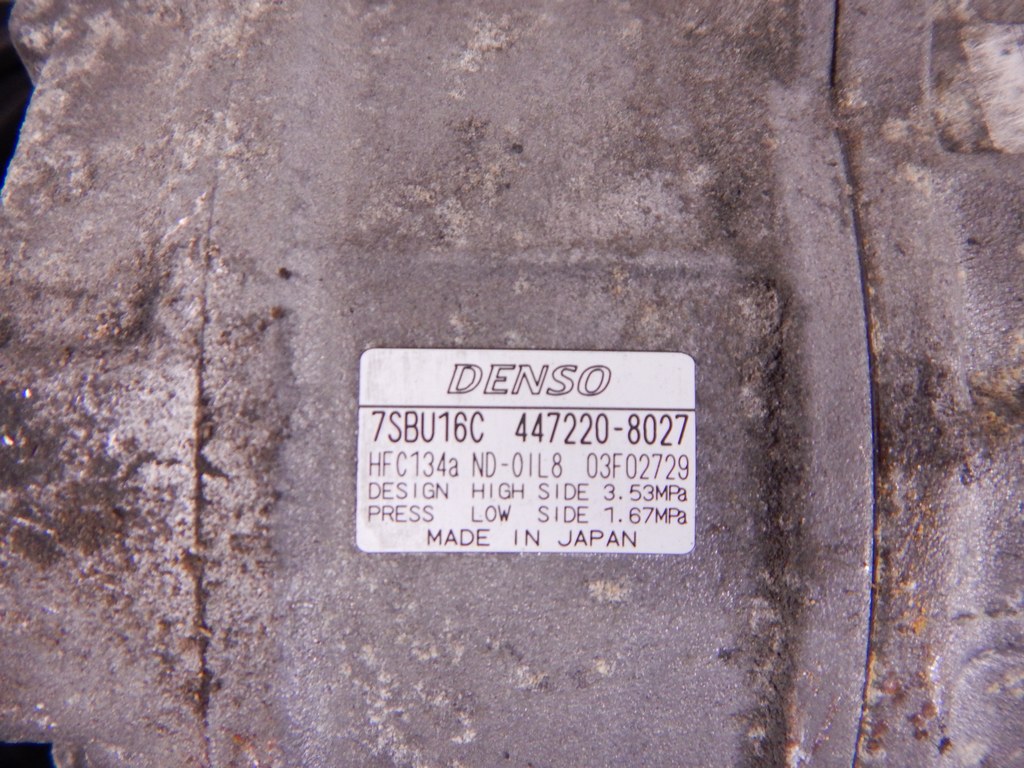 DENSO
7SBU16C 447220-8027
HFC134a ND-OIL8 03F02729
DESIGN HIGH SIDE 3.53MPa
PRESS LOW SIDE 1.67MPa
MADE IN JAPAN